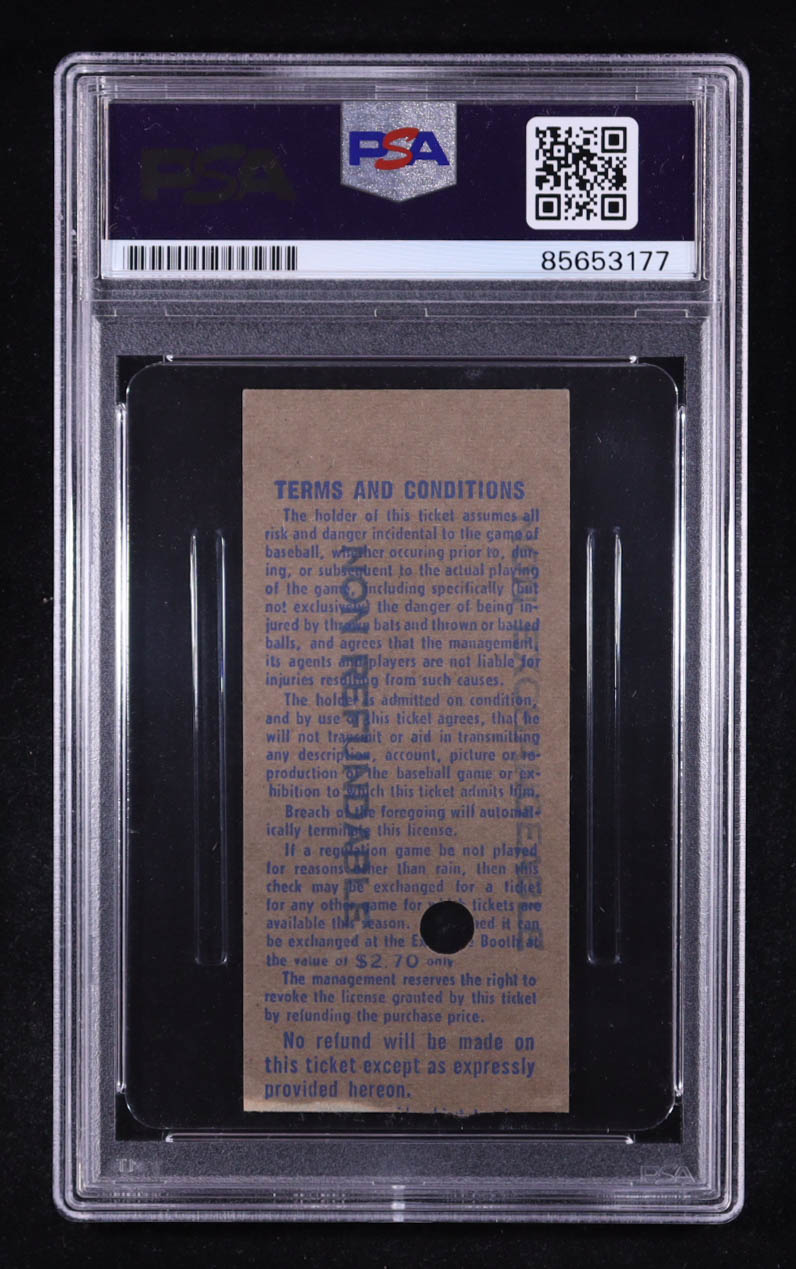 PSA
PSA
85653177
TERMS AND CONDITIONS
The holder of this ticket assumes all
risk and danger incidental to the game of
baseball, whether occuring prior to, dur-
ing, or subsequent to the actual playing
of the game, including specifically (but
not exclusively) the danger of being in-
jured by thrown bats and thrown or batted
balls, and agrees that the management,
its agents and players are not liable for
injuries resulting from such causes.
The holder is admitted on condition,
and by use of this ticket agrees, that he
will not transmit or aid in transmitting
any description, account, picture or re-
production of the baseball game or ex-
hibition to which this ticket admits him.
Breach of the foregoing will automat-
ically terminate this license.
If a regulation game be not played
for reasons other than rain, then this
check may be exchanged for a ticket
for any other game for which tickets are
available this season. ned it can
be exchanged at the Ex e Booth at
the value of $2.70 only
The management reserves the right to
revoke the license granted by this ticket
by refunding the purchase price.
No refund will be made on
this ticket except as expressly
provided hereon.
NON REFUNDABLE
PSA